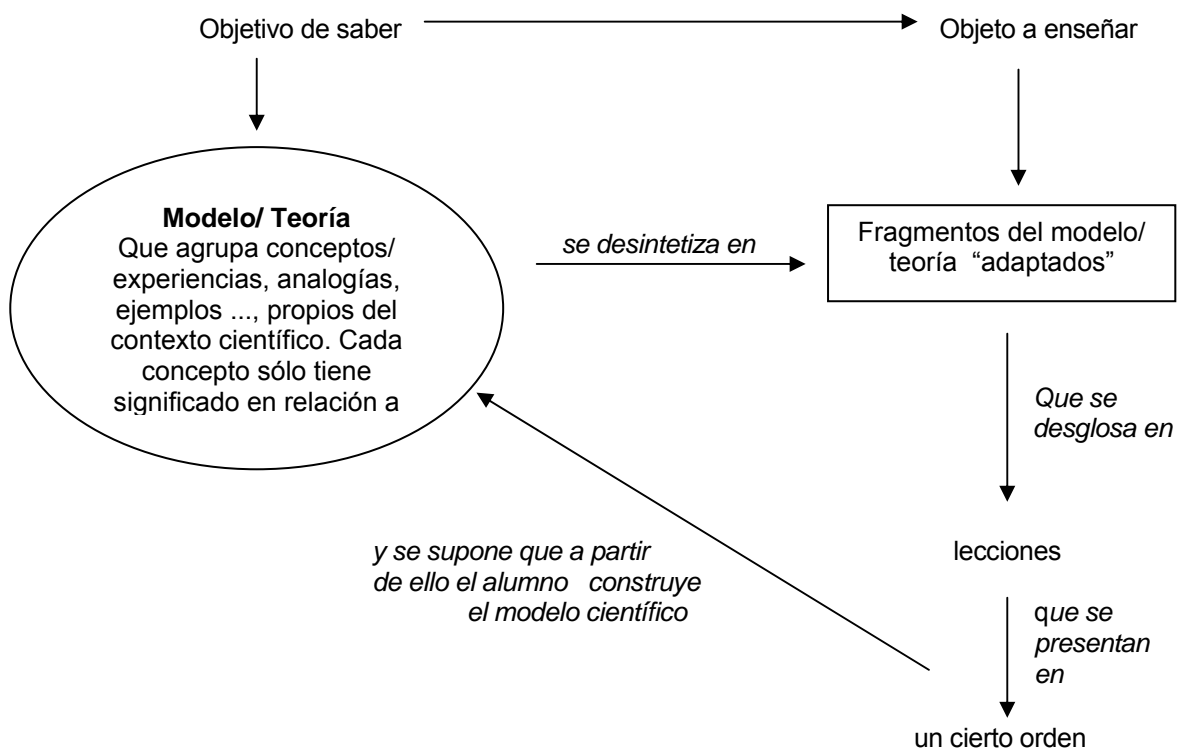 Objetivo de saber
Objeto a enseñar
Modelo/ Teoría
Que agrupa conceptos/
experiencias, analogías,
ejemplos ..., propios del
contexto científico. Cada
concepto sólo tiene
significado en relación a
se desintetiza en
Fragmentos del modelo/
teoría “adaptados”
Que se
desglosa en
lecciones
que se
presentan
en
un cierto orden
y se supone que a partir
de ello el alumno construye
el modelo científico